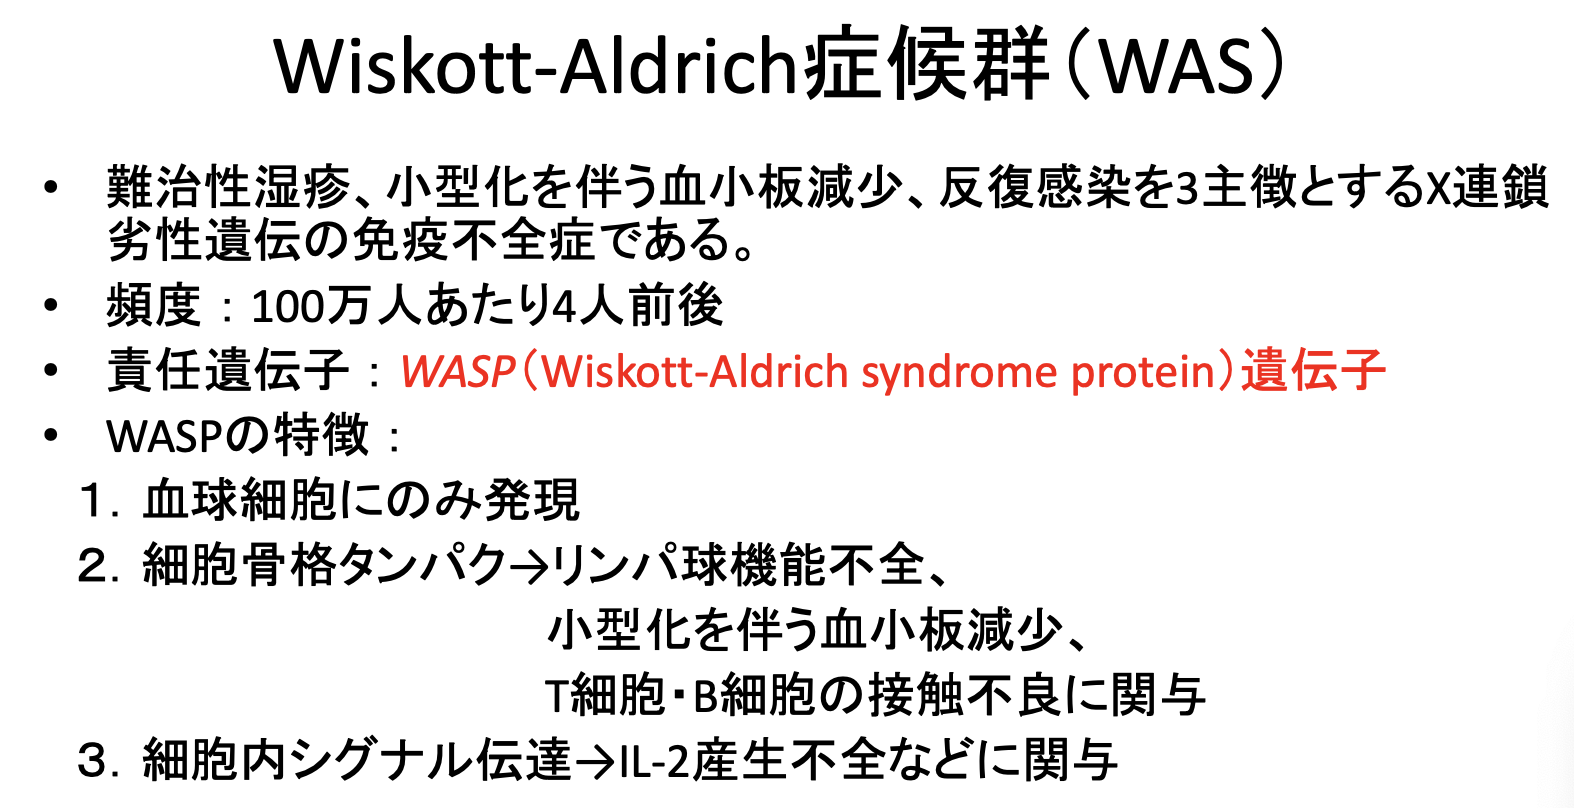 Wiskott-Aldrich症候群（WAS）
• 難治性湿疹、小型化を伴う血小板減少、反復感染を3主徴とするX連鎖
劣性遺伝の免疫不全症である。
• 頻度：100万人あたり4人前後
• 責任遺伝子：WASP（Wiskott-Aldrich syndrome protein）遺伝子
• WASPの特徴：
１．血球細胞にのみ発現
２．細胞骨格タンパク→リンパ球機能不全、
小型化を伴う血小板減少、
T細胞・B細胞の接触不良に関与
３．細胞内シグナル伝達→IL-2産生不全などに関与